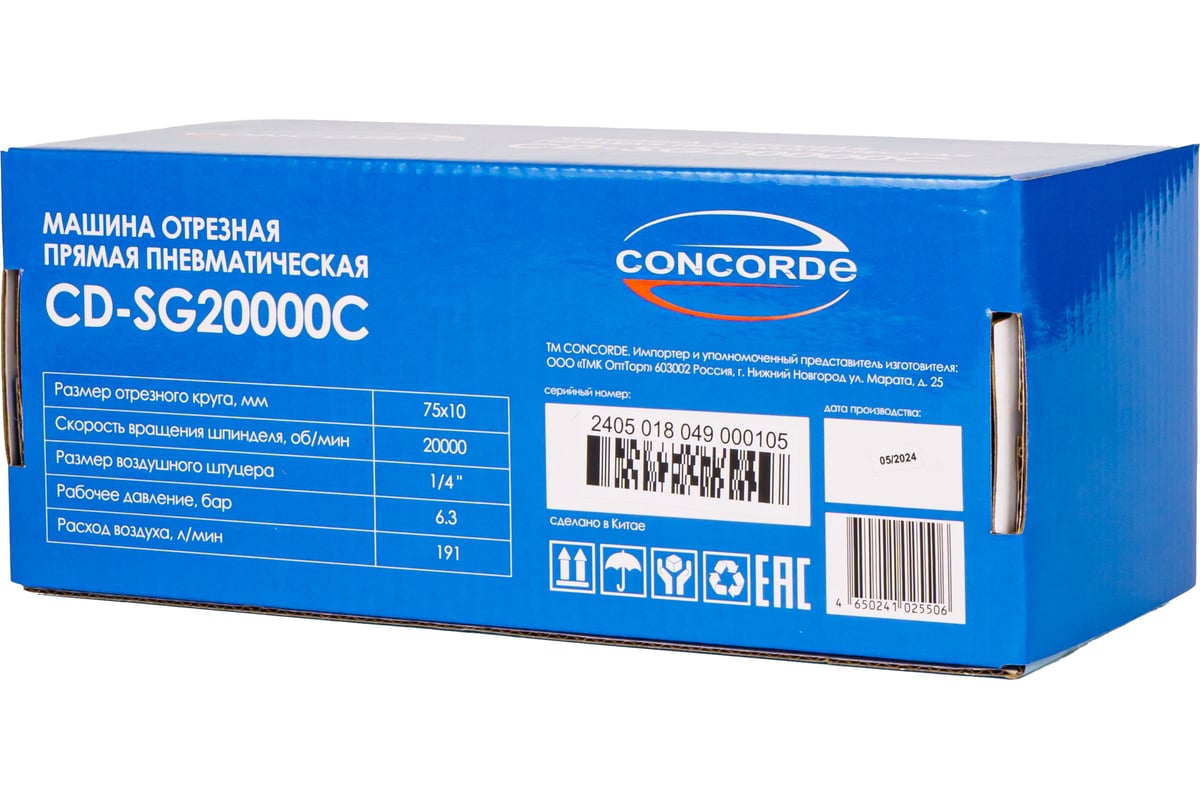 CD-SG20000C
МАШИНА ОТРЕЗНАЯ
ПРЯМАЯ ПНЕВМАТИЧЕСКАЯ
CD-SG20000C
Размер отрезного круга, мм 75x10
Скорость вращения шпинделя, об/мин 20000
Размер воздушного штуцера 1/4"
Рабочее давление, бар 6.3
Расход воздуха, л/мин 191
CONCORDe
ТМ CONCORDE. Импортер и уполномоченный представитель изготовителя:
ООО «ТМК ОптТорг» 603002 Россия, г. Нижний Новгород ул. Марата, д. 25
серийный номер:
2405 018 049 000105
дата производства:
05/2024
сделано в Китае
EAC
4 650241 025506